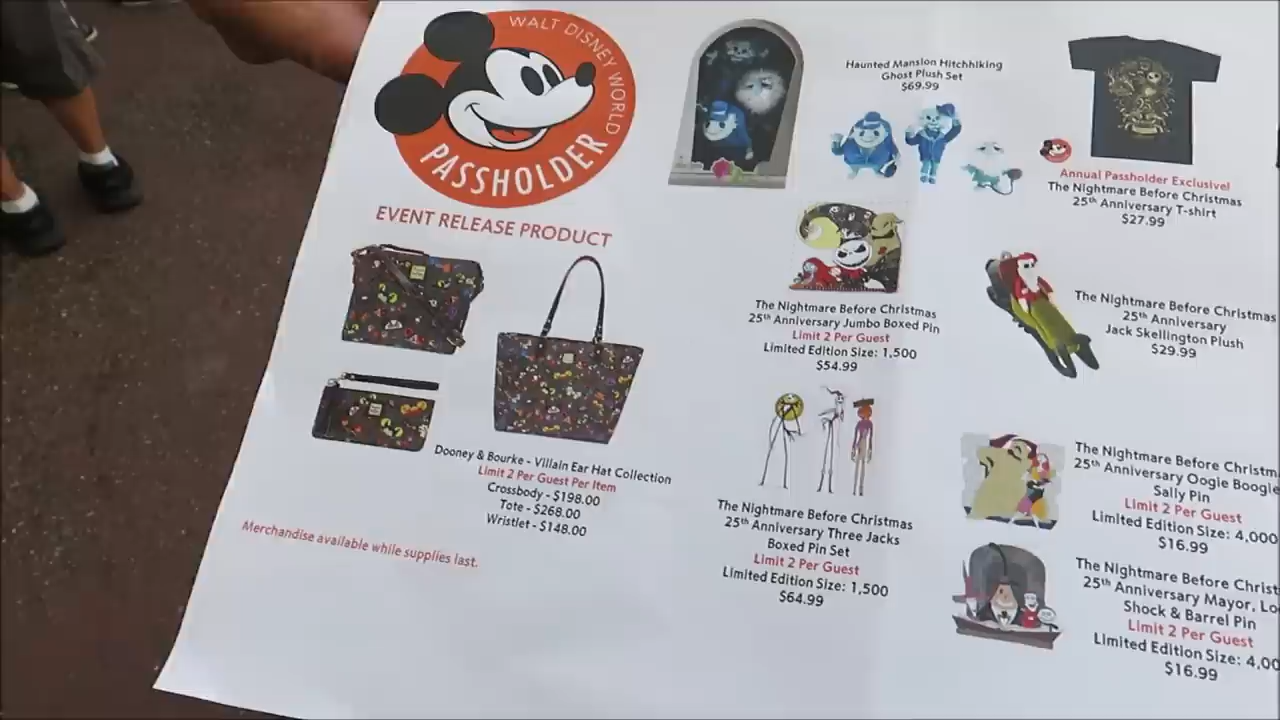 WALT DISNEY WORLD
PASSHOLDER
EVENT RELEASE PRODUCT
Dooney & Bourke - Villain Ear Hat Collection
Limit 2 Per Guest Per Item
Crossbody - $198.00
Tote - $268.00
Wristlet - $148.00
Merchandise available while supplies last.
Haunted Mansion Hitchhiking
Ghost Plush Set
$69.99
The Nightmare Before Christmas
25th Anniversary Jumbo Boxed Pin
Limit 2 Per Guest
Limited Edition Size: 1,500
$54.99
The Nightmare Before Christmas
25th Anniversary Three Jacks
Boxed Pin Set
Limit 2 Per Guest
Limited Edition Size: 1,500
$64.99
25
Annual Passholder Exclusive!
The Nightmare Before Christmas
25th Anniversary T-shirt
$27.99
The Nightmare Before Christmas
25th Anniversary
Jack Skellington Plush
$29.99
The Nightmare Before Christm
25th Anniversary Oogie Boogie
Sally Pin
Limit 2 Per Guest
Limited Edition Size: 4,000
$16.99
The Nightmare Before Christ
25th Anniversary Mayor, Lo
Shock & Barrel Pin
Limit 2 Per Guest
Limited Edition Size: 4,00
$16.99